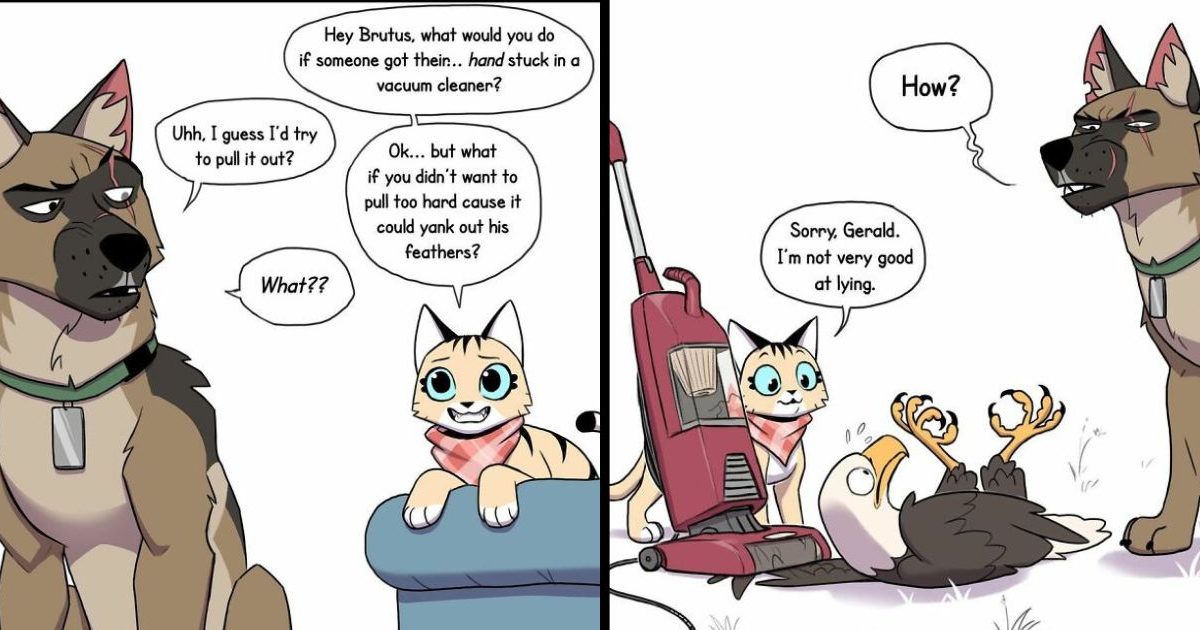 Hey Brutus, what would you do
if someone got their... hand stuck in a
vacuum cleaner?
Uhh, I guess I'd try
to pull it out?
Ok... but what
if you didn't want to
pull too hard cause it
could yank out his
feathers?
What??
How?
Sorry, Gerald.
I'm not very good
at lying.